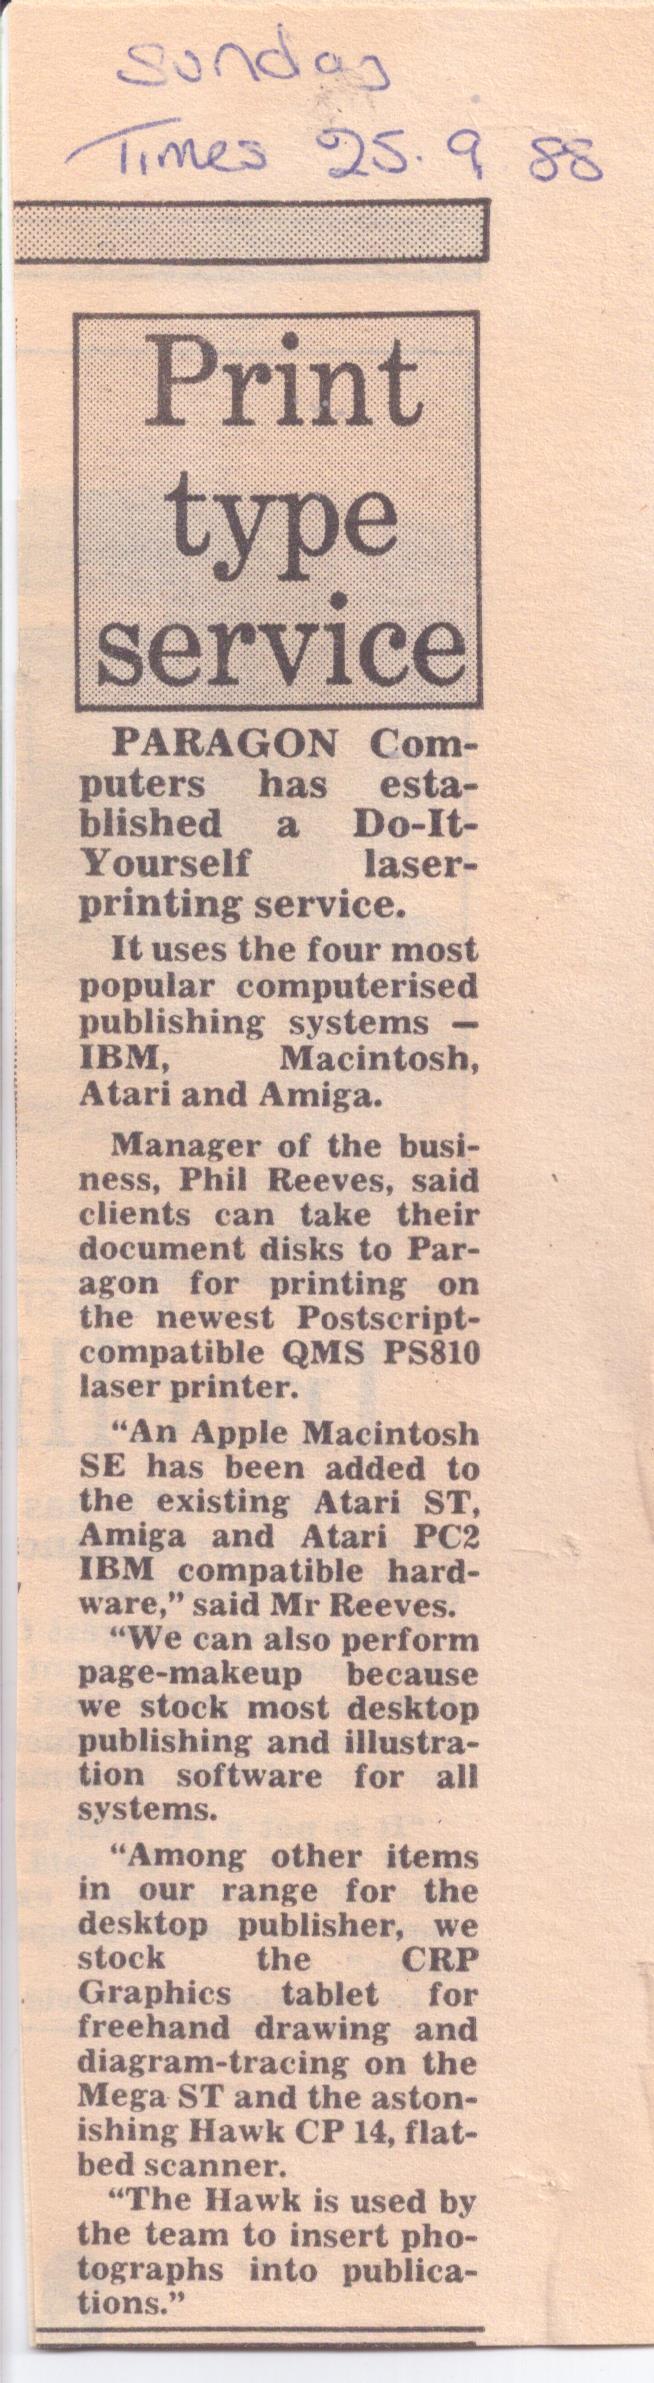 Sunday
Times 25.9.88
Print
type
service
PARAGON Com-
puters has esta-
blished a Do-It-
Yourself laser-
printing service.
It uses the four most
popular computerised
publishing systems —
IBM, Macintosh,
Atari and Amiga.
Manager of the busi-
ness, Phil Reeves, said
clients can take their
document disks to Par-
agon for printing on
the newest Postscript-
compatible QMS PS810
laser printer.
“An Apple Macintosh
SE has been added to
the existing Atari ST,
Amiga and Atari PC2
IBM compatible hard-
ware,” said Mr Reeves.
“We can also perform
page-makeup because
we stock most desktop
publishing and illustra-
tion software for all
systems.
“Among other items
in our range for the
desktop publisher, we
stock the CRP
Graphics tablet for
freehand drawing and
diagram-tracing on the
Mega ST and the aston-
ishing Hawk CP 14, flat-
bed scanner.
“The Hawk is used by
the team to insert pho-
tographs into publica-
tions.”